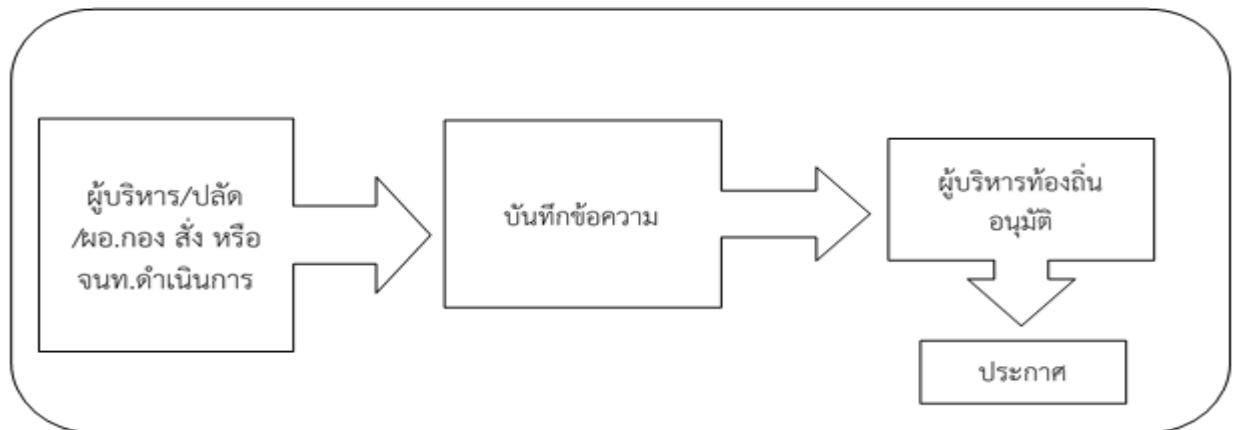 ผู้บริหาร/ปลัด
/ผอ.กอง สั่ง หรือ
จนท.ดำเนินการ
บันทึกข้อความ
ผู้บริหารท้องถิ่น
อนุมัติ
ประกาศ